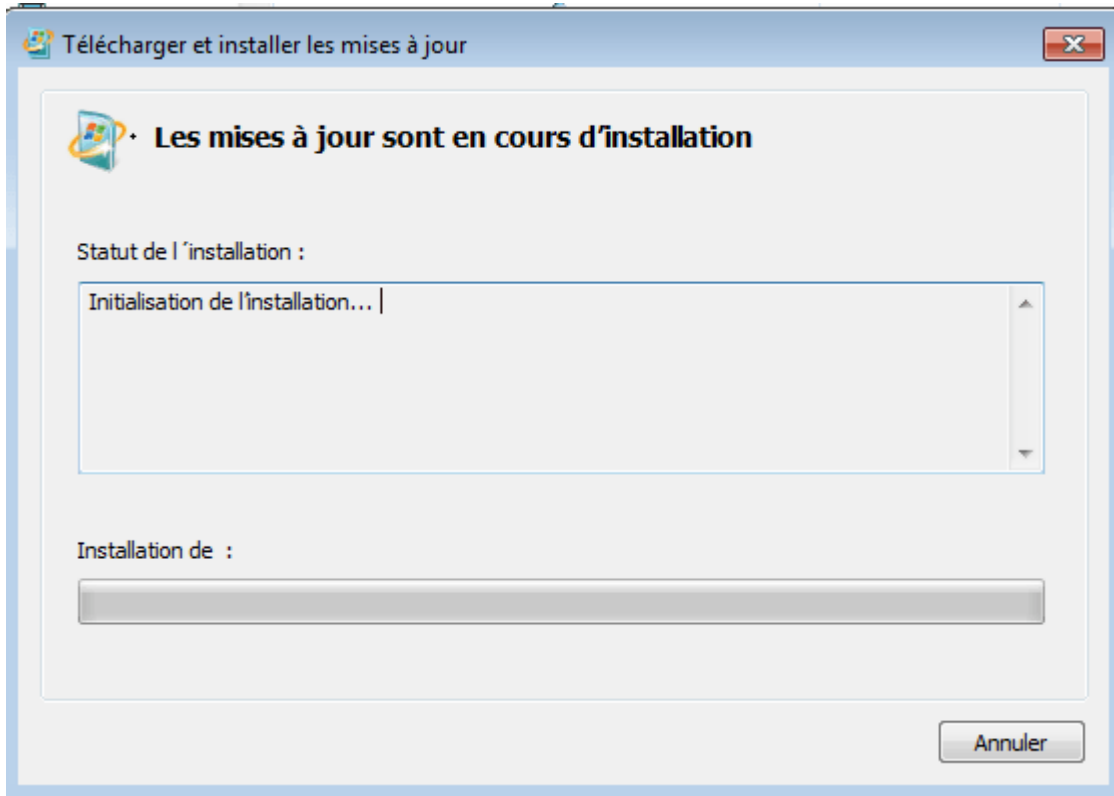 Télécharger et installer les mises à jour
Les mises à jour sont en cours d’installation
Statut de l ´installation :
Initialisation de l’installation...
Installation de  :
Annuler